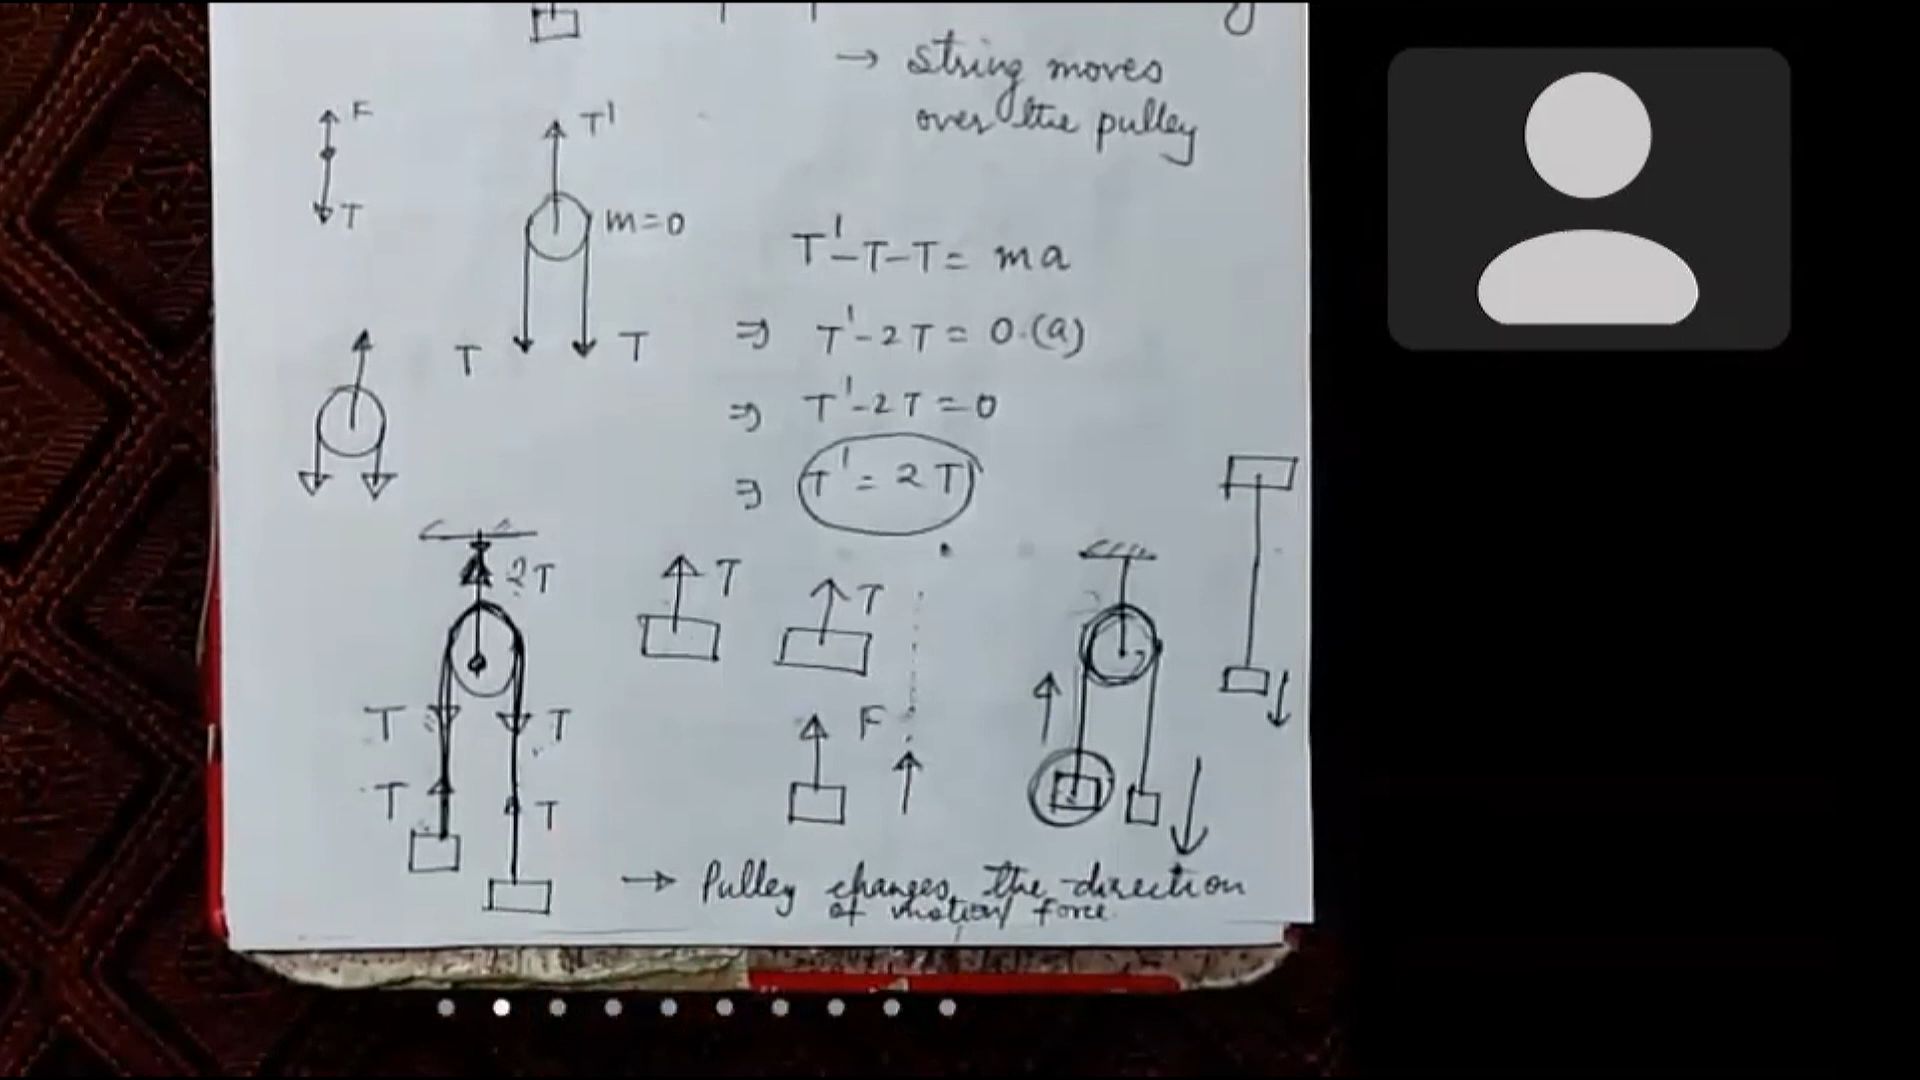 → string moves
over the pulley
F
T
T'
m=0
T
T
T'-T-T= ma
⇒ T'-2T= 0.(a)
⇒ T'-2T=0
⇒ T'= 2T
2T
T
T
T
T
T
T
F
→ Pulley changes the direction
of motion/ force.